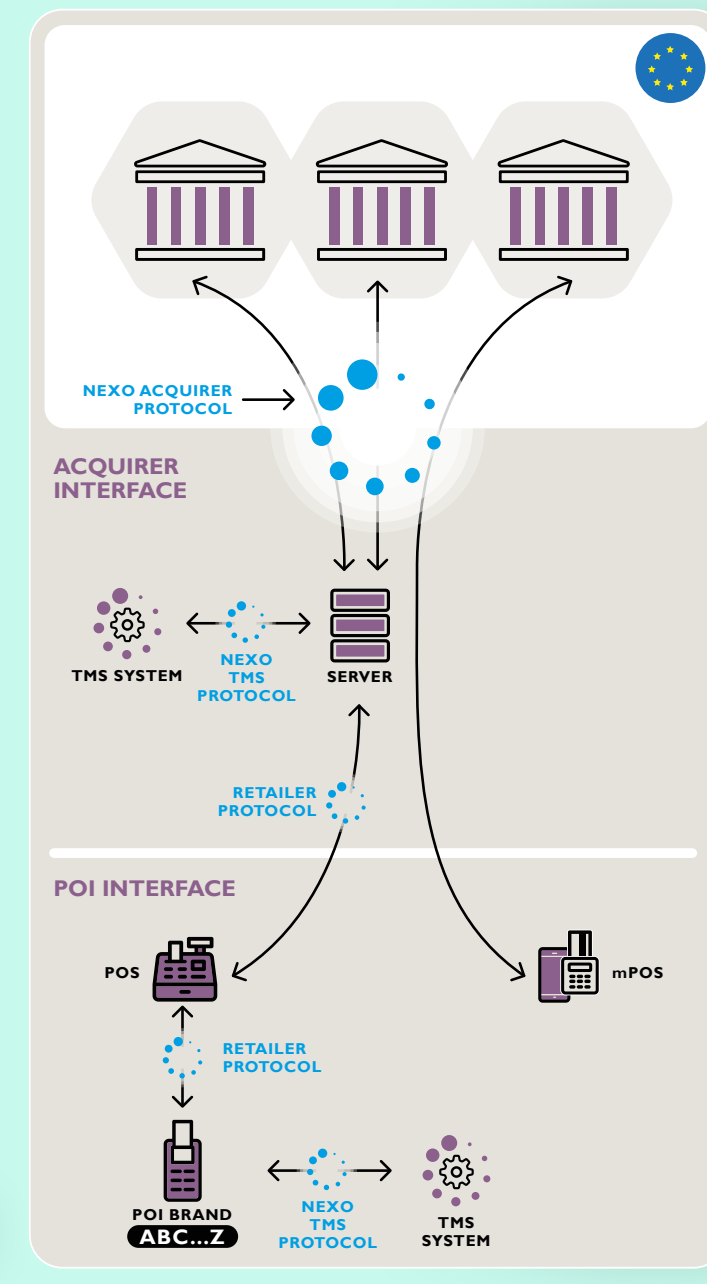 NEXO ACQUIRER
PROTOCOL
ACQUIRER
INTERFACE
TMS SYSTEM
NEXO
TMS
PROTOCOL
SERVER
RETAILER
PROTOCOL
POI INTERFACE
POS
mPOS
RETAILER
PROTOCOL
POI BRAND
ABC...Z
NEXO
TMS
PROTOCOL
TMS
SYSTEM